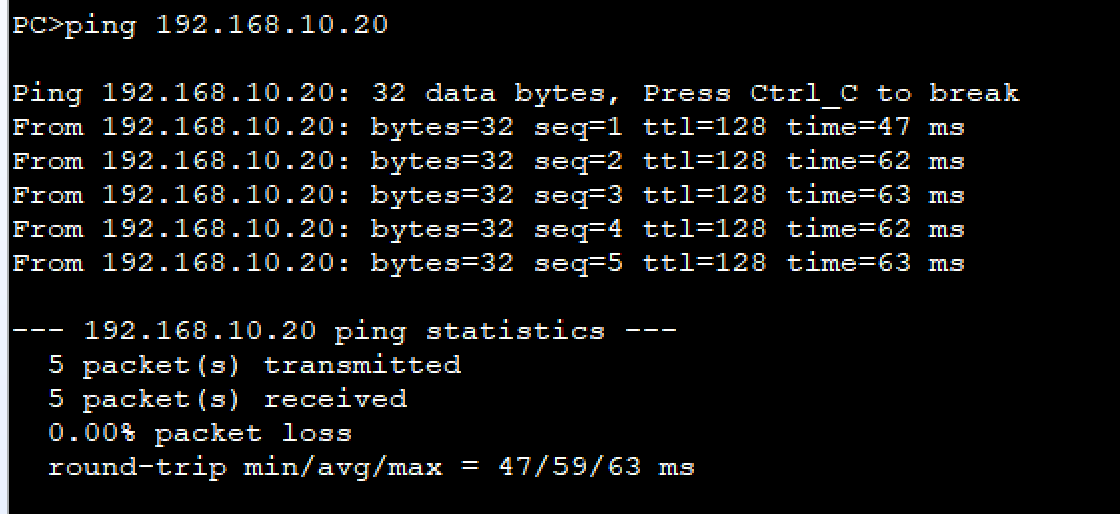 PC>ping 192.168.10.20
Ping 192.168.10.20: 32 data bytes, Press Ctrl_C to break
From 192.168.10.20: bytes=32 seq=1 ttl=128 time=47 ms
From 192.168.10.20: bytes=32 seq=2 ttl=128 time=62 ms
From 192.168.10.20: bytes=32 seq=3 ttl=128 time=63 ms
From 192.168.10.20: bytes=32 seq=4 ttl=128 time=62 ms
From 192.168.10.20: bytes=32 seq=5 ttl=128 time=63 ms
--- 192.168.10.20 ping statistics ---
5 packet(s) transmitted
5 packet(s) received
0.00% packet loss
round-trip min/avg/max = 47/59/63 ms